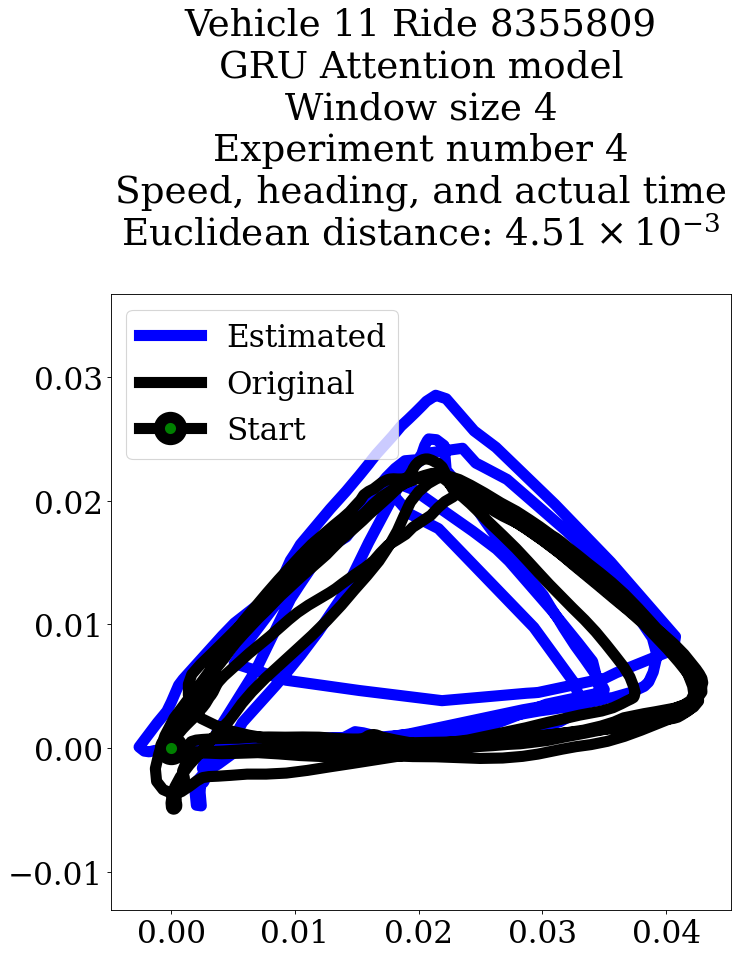 Vehicle 11 Ride 8355809
GRU Attention model
Window size 4
Experiment number 4
Speed, heading, and actual time
Euclidean distance: 4.51 × 10⁻³
Estimated
Original
Start
0.03
0.02
0.01
0.00
−0.01
0.00 0.01 0.02 0.03 0.04